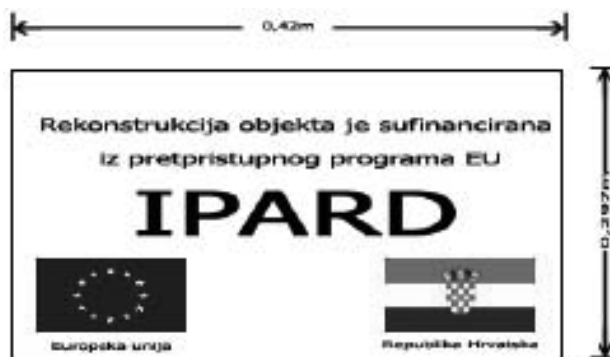 0,42m
Rekonstrukcija objekta je sufinancirana
iz pretpristupnog programa EU
IPARD
Europska unija
Republika Hrvatska